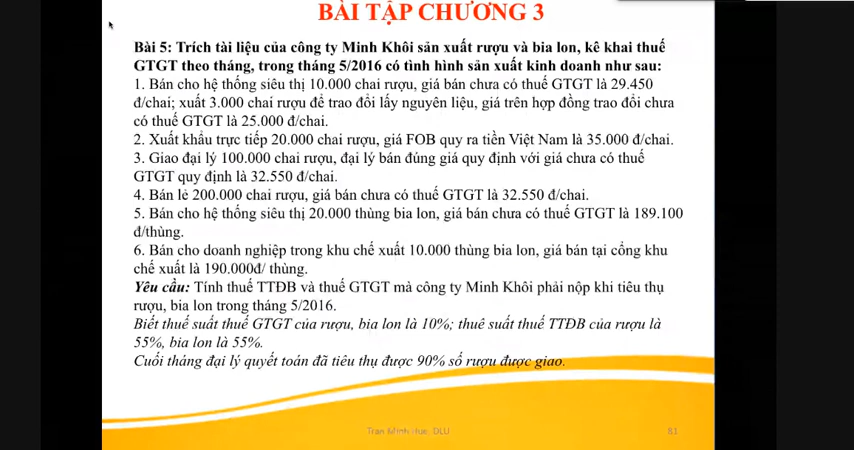 BÀI TẬP CHƯƠNG 3
Bài 5: Trích tài liệu của công ty Minh Khôi sản xuất rượu và bia lon, kê khai thuế
GTGT theo tháng, trong tháng 5/2016 có tình hình sản xuất kinh doanh như sau:
1. Bán cho hệ thống siêu thị 10.000 chai rượu, giá bán chưa có thuế GTGT là 29.450
đ/chai; xuất 3.000 chai rượu để trao đổi lấy nguyên liệu, giá trên hợp đồng trao đổi chưa
có thuế GTGT là 25.000 đ/chai.
2. Xuất khẩu trực tiếp 20.000 chai rượu, giá FOB quy ra tiền Việt Nam là 35.000 đ/chai.
3. Giao đại lý 100.000 chai rượu, đại lý bán đúng giá quy định với giá chưa có thuế
GTGT quy định là 32.550 đ/chai.
4. Bán lẻ 200.000 chai rượu, giá bán chưa có thuế GTGT là 32.550 đ/chai.
5. Bán cho hệ thống siêu thị 20.000 thùng bia lon, giá bán chưa có thuế GTGT là 189.100
đ/thùng.
6. Bán cho doanh nghiệp trong khu chế xuất 10.000 thùng bia lon, giá bán tại cổng khu
chế xuất là 190.000đ/ thùng.
Yêu cầu: Tính thuế TTĐB và thuế GTGT mà công ty Minh Khôi phải nộp khi tiêu thụ
rượu, bia lon trong tháng 5/2016.
Biết thuế suất thuế GTGT của rượu, bia lon là 10%; thuê suất thuế TTĐB của rượu là
55%, bia lon là 55%.
Cuối tháng đại lý quyết toán đã tiêu thụ được 90% số rượu được giao.
Tran Minh Hue, DLU
81